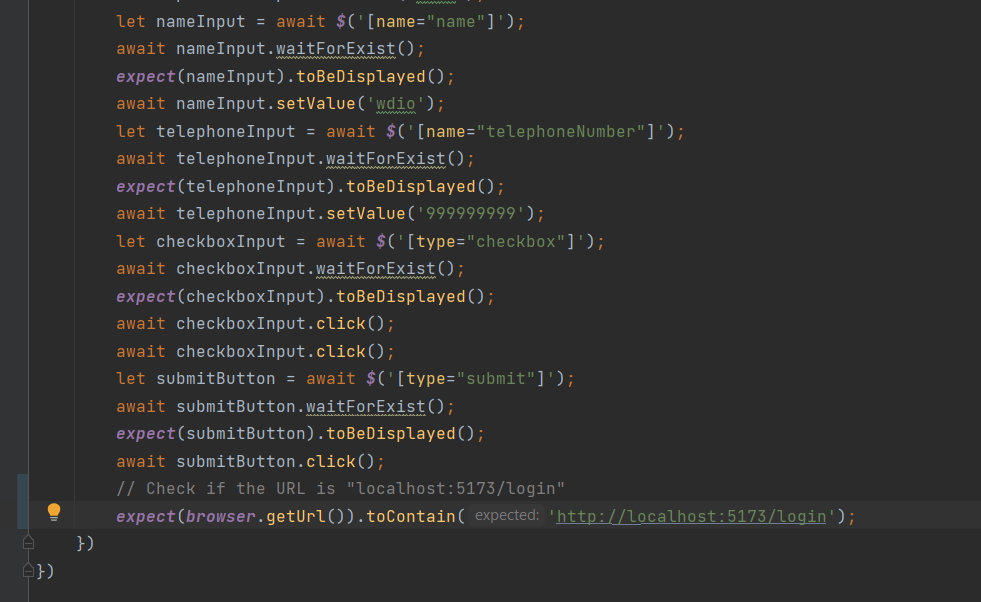 let nameInput = await $('[name="name"]');
await nameInput.waitForExist();
expect(nameInput).toBeDisplayed();
await nameInput.setValue('wdio');
let telephoneInput = await $('[name="telephoneNumber"]');
await telephoneInput.waitForExist();
expect(telephoneInput).toBeDisplayed();
await telephoneInput.setValue('999999999');
let checkboxInput = await $('[type="checkbox"]');
await checkboxInput.waitForExist();
expect(checkboxInput).toBeDisplayed();
await checkboxInput.click();
await checkboxInput.click();
let submitButton = await $('[type="submit"]');
await submitButton.waitForExist();
expect(submitButton).toBeDisplayed();
await submitButton.click();
// Check if the URL is "localhost:5173/login"
expect(browser.getUrl()).toContain( expected: 'http://localhost:5173/login');
})
})